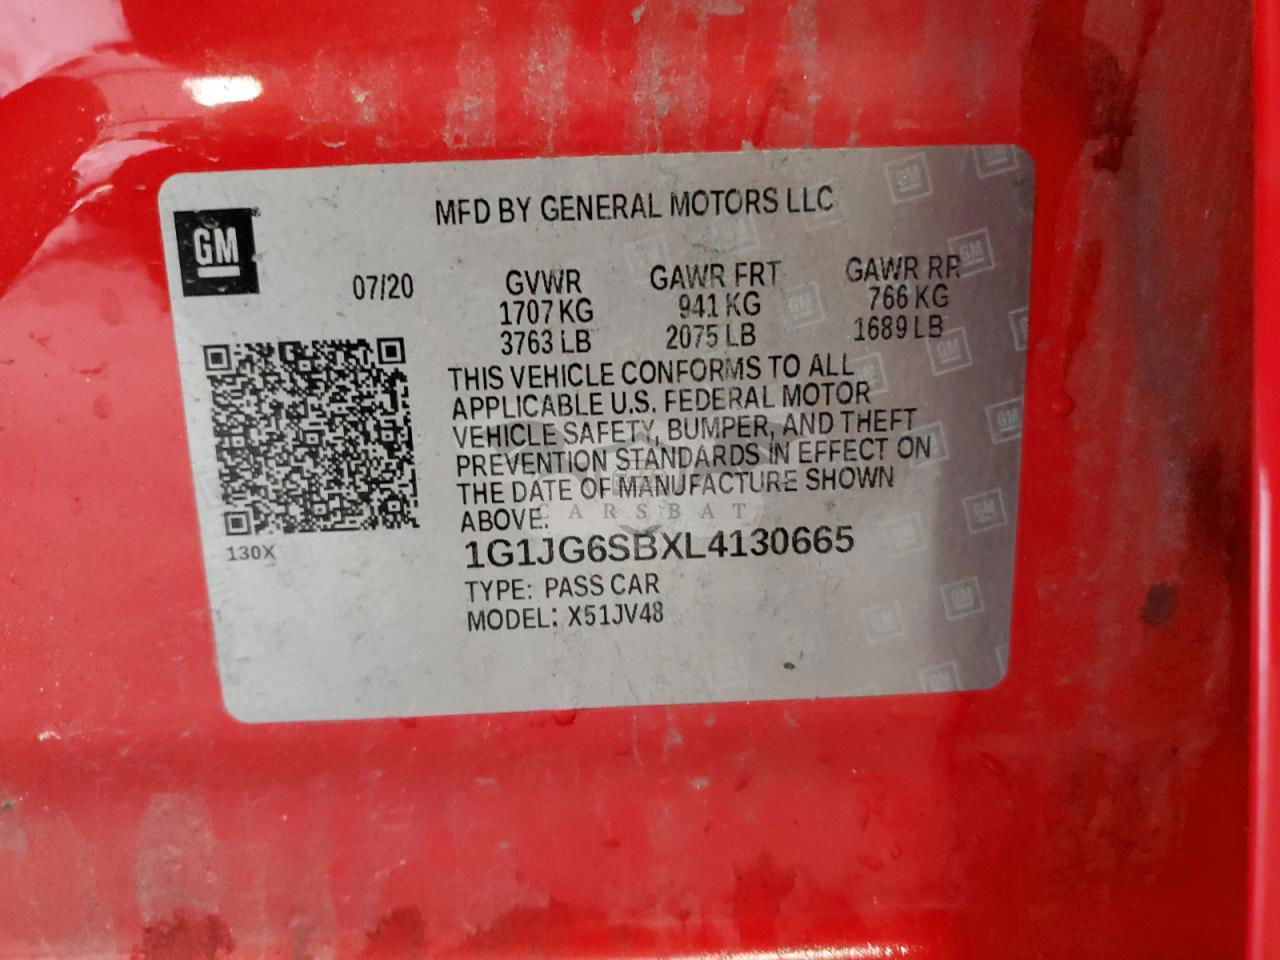 MFD BY GENERAL MOTORS LLC
GM
07/20 GVWR GAWR FRT GAWR RR
1707 KG 941 KG 766 KG
3763 LB 2075 LB 1689 LB
THIS VEHICLE CONFORMS TO ALL
APPLICABLE U.S. FEDERAL MOTOR
VEHICLE SAFETY, BUMPER, AND THEFT
PREVENTION STANDARDS IN EFFECT ON
THE DATE OF MANUFACTURE SHOWN
ABOVE.
CARSBAT
130X
1G1JG6SBXL4130665
TYPE: PASS CAR
MODEL: X51JV48